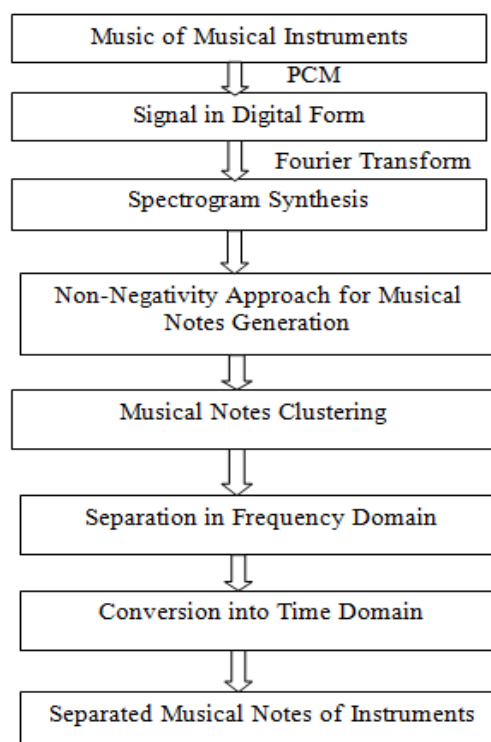 Music of Musical Instruments
PCM
Signal in Digital Form
Fourier Transform
Spectrogram Synthesis
Non-Negativity Approach for Musical
Notes Generation
Musical Notes Clustering
Separation in Frequency Domain
Conversion into Time Domain
Separated Musical Notes of Instruments